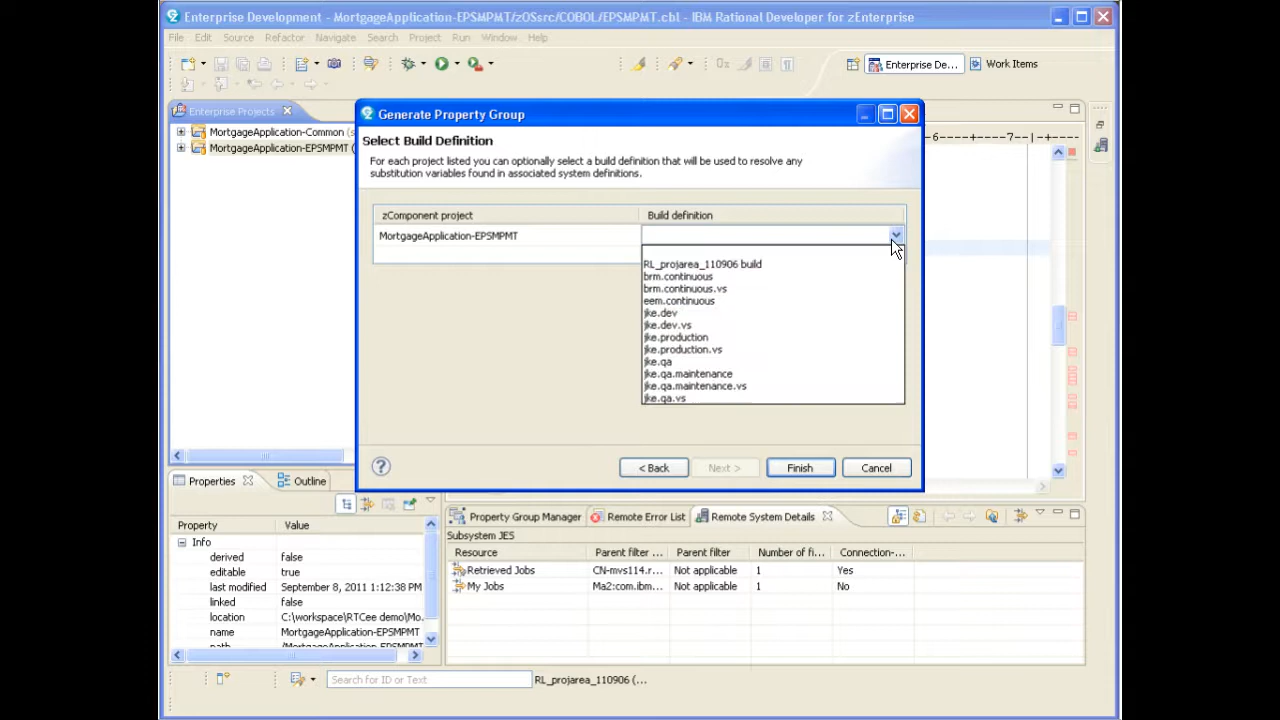 Enterprise Development - MortgageApplication-EPSMPMT/zOSsrc/COBOL/EPSMPMT.cbl - IBM Rational Developer for zEnterprise
File Edit Source Refactor Navigate Search Project Run Window Help
Enterprise De... Work Items
Enterprise Projects
MortgageApplication-Common (s
MortgageApplication-EPSMPMT (
-6----+----7--|-+----
Generate Property Group
Select Build Definition
For each project listed you can optionally select a build definition that will be used to resolve any
substitution variables found in associated system definitions.
zComponent project Build definition
MortgageApplication-EPSMPMT
RL_projarea_110906 build
brm.continuous
brm.continuous.vs
eem.continuous
jke.dev
jke.dev.vs
jke.production
jke.production.vs
jke.qa
jke.qa.maintenance
jke.qa.maintenance.vs
jke.qa.vs
< Back Next > Finish Cancel
Properties Outline
Property Value
Info
derived false
editable true
last modified September 8, 2011 1:12:38 PM
linked false
location C:\workspace\RTCee demo\Mo...
name MortgageApplication-EPSMPMT
path /MortgageApplication-EPSMPMT
Property Group Manager Remote Error List Remote System Details
Subsystem JES
Resource Parent filter ... Parent filter Number of fi... Connection-...
Retrieved Jobs CN-mvs114.r... Not applicable 1 Yes
My Jobs Ma2:com.ibm... Not applicable 1 No
Search for ID or Text RL_projarea_110906 (...